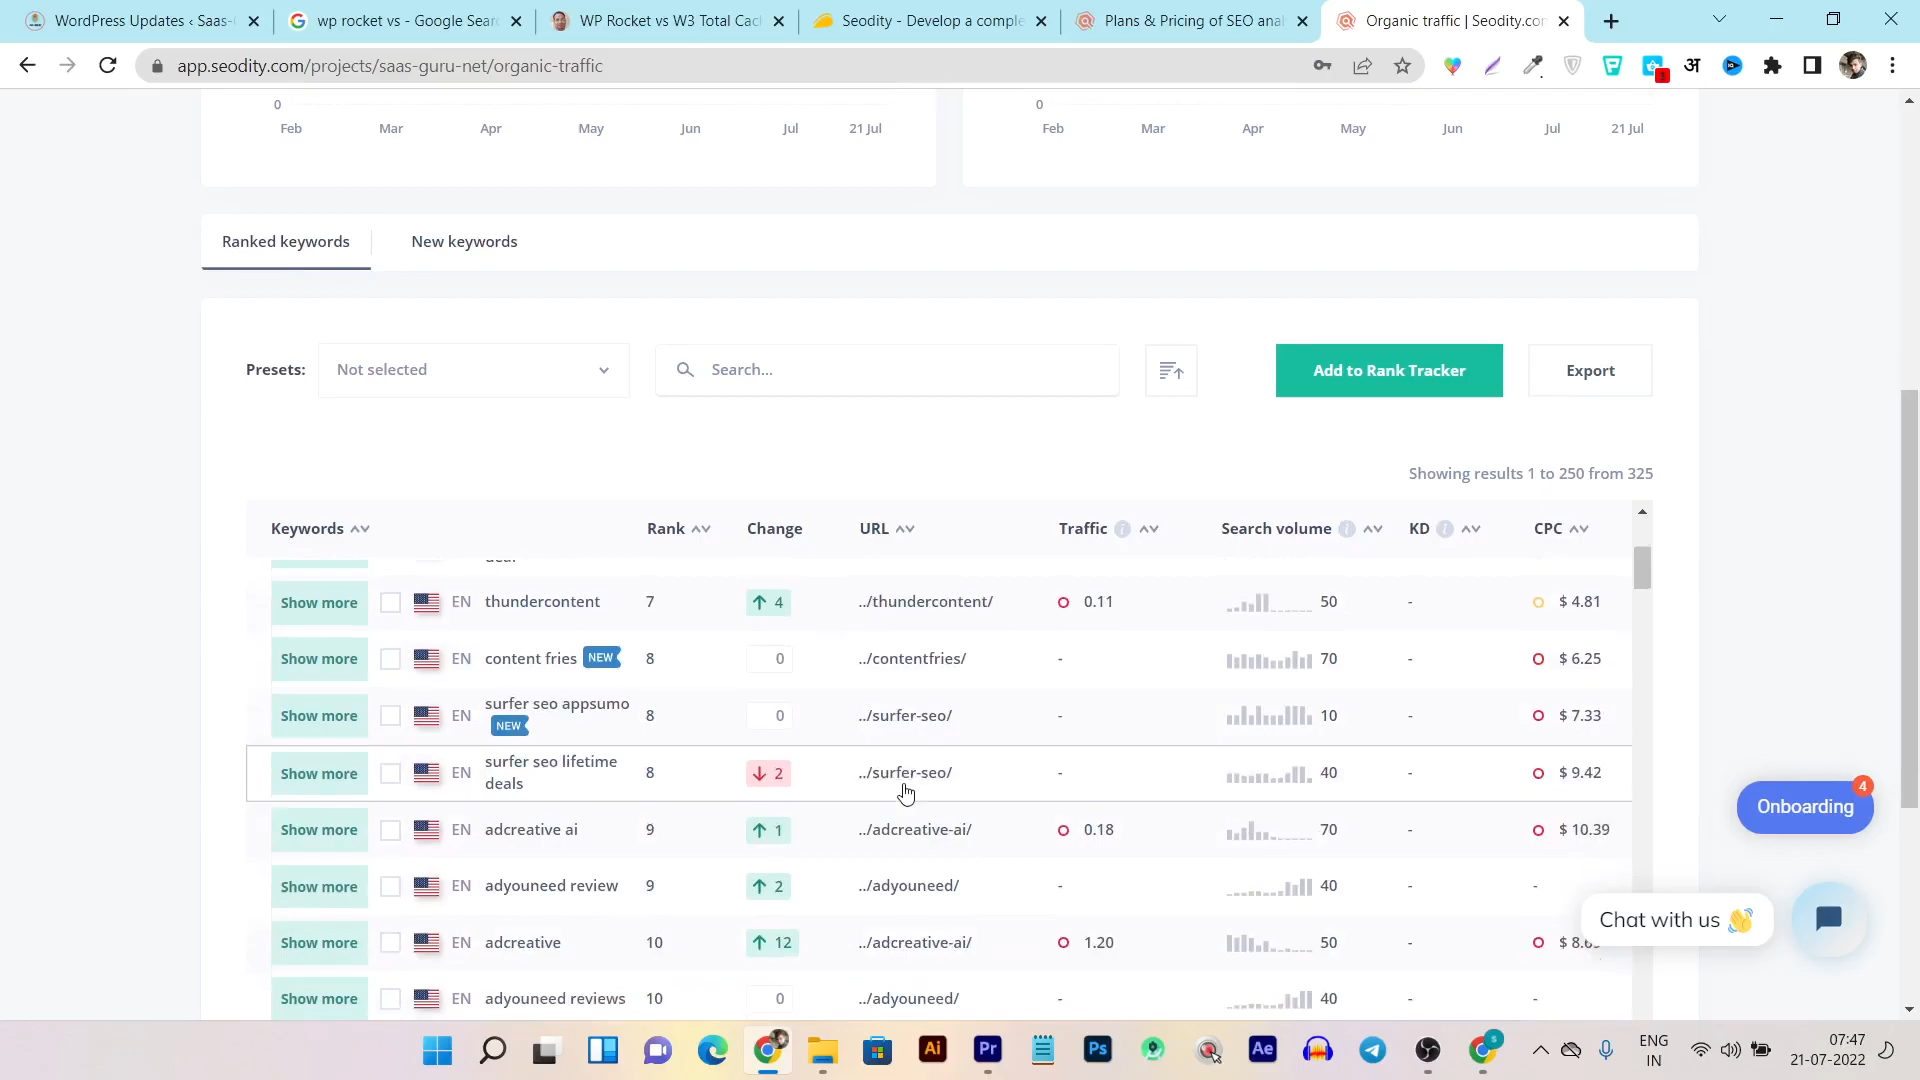 WordPress Updates ‹ Saas-
wp rocket vs - Google Sear
WP Rocket vs W3 Total Cac
Seodity - Develop a comple
Plans & Pricing of SEO anal
Organic traffic | Seodity.cor
app.seodity.com/projects/saas-guru-net/organic-traffic
0
Feb Mar Apr May Jun Jul 21 Jul
0
Feb Mar Apr May Jun Jul 21 Jul
Ranked keywords
New keywords
Presets: Not selected
Search...
Add to Rank Tracker
Export
Showing results 1 to 250 from 325
Keywords Rank Change URL Traffic Search volume KD CPC
Show more EN thundercontent 7 4 ../thundercontent/ 0.11 50 - $ 4.81
Show more EN content fries NEW 8 0 ../contentfries/ - 70 - $ 6.25
Show more EN surfer seo appsumo NEW 8 0 ../surfer-seo/ - 10 - $ 7.33
Show more EN surfer seo lifetime deals 8 2 ../surfer-seo/ - 40 - $ 9.42
Show more EN adcreative ai 9 1 ../adcreative-ai/ 0.18 70 - $ 10.39
Show more EN adyouneed review 9 2 ../adyouneed/ - 40 - -
Show more EN adcreative 10 12 ../adcreative-ai/ 1.20 50 -
Show more EN adyouneed reviews 10 0 ../adyouneed/ - 40 - -
Onboarding
4
Chat with us 👋
Ai
Pr
Ps
Ae
ENG
IN
07:47
21-07-2022